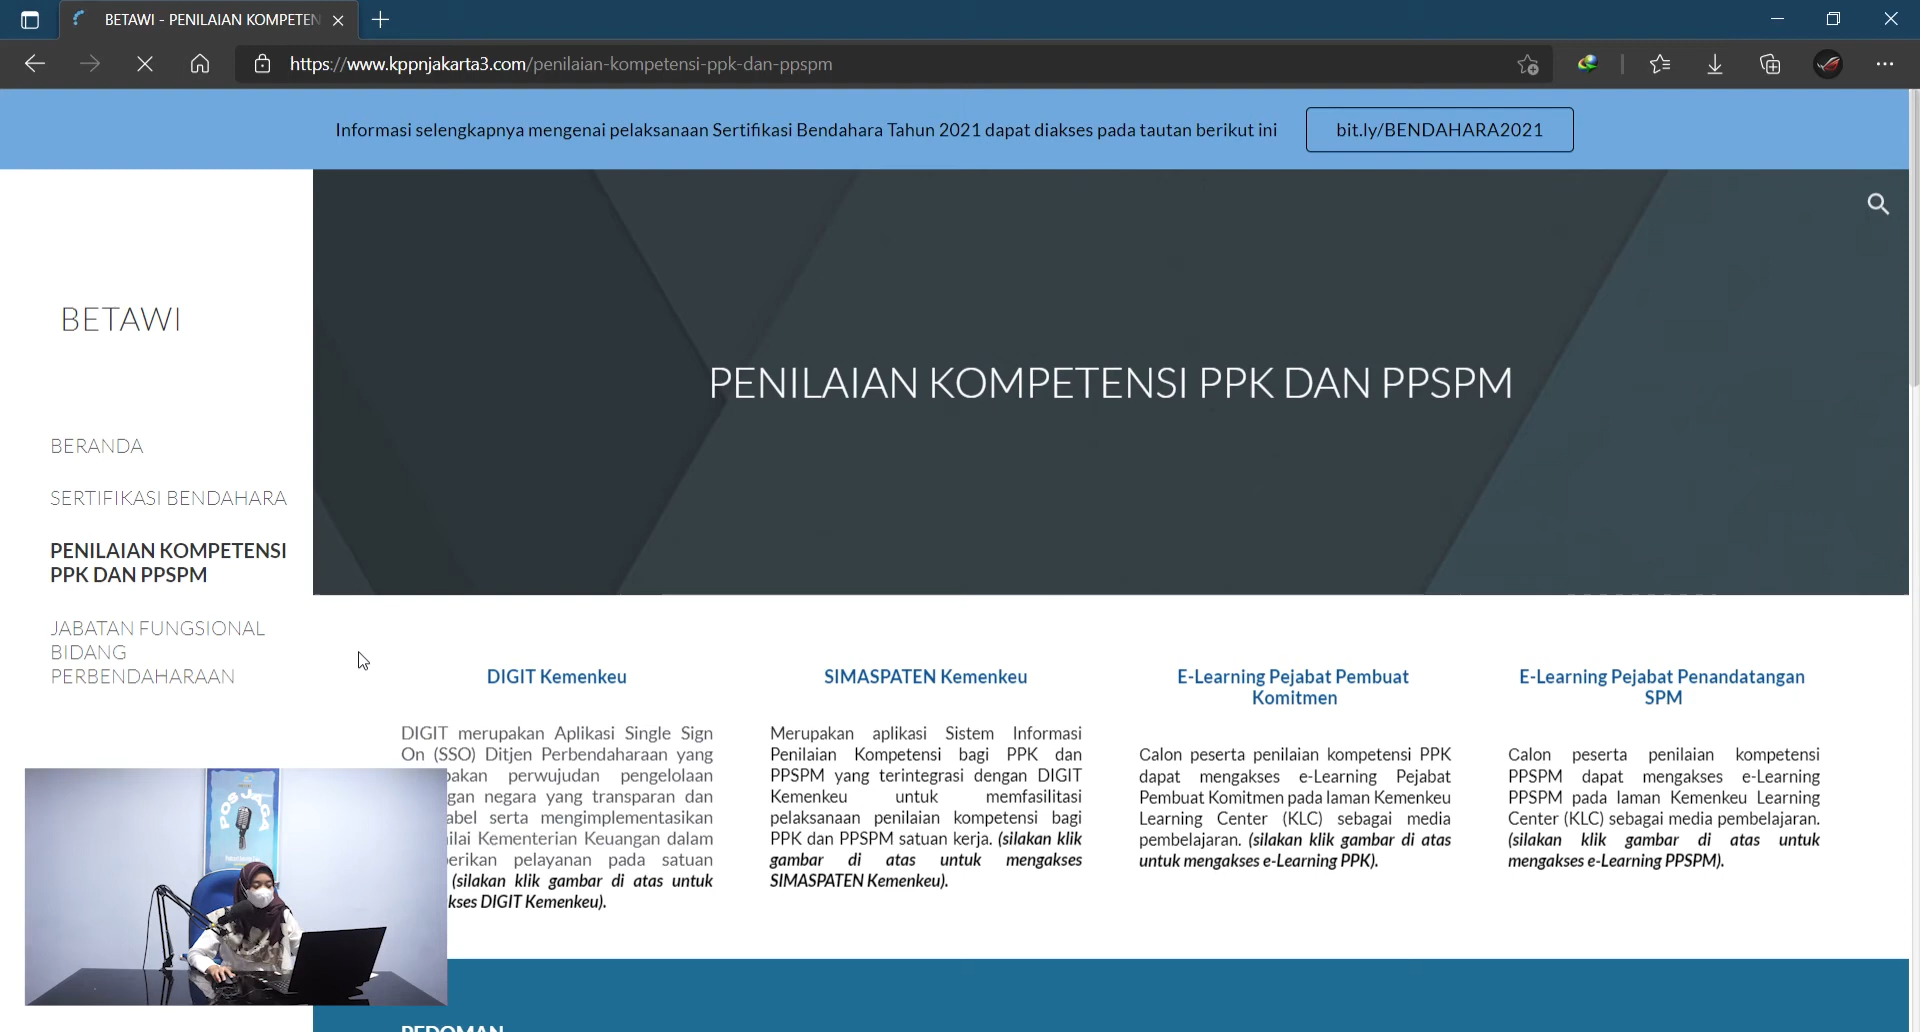 BETAWI - PENILAIAN KOMPETEN
https://www.kppnjakarta3.com/penilaian-kompetensi-ppk-dan-ppspm
Informasi selengkapnya mengenai pelaksanaan Sertifikasi Bendahara Tahun 2021 dapat diakses pada tautan berikut ini
bit.ly/BENDAHARA2021
BETAWI
BERANDA
SERTIFIKASI BENDAHARA
PENILAIAN KOMPETENSI
PPK DAN PPSPM
JABATAN FUNGSIONAL
BIDANG
PERBENDAHARAAN
PENILAIAN KOMPETENSI PPK DAN PPSPM
DIGIT Kemenkeu
DIGIT merupakan Aplikasi Single Sign
On (SSO) Ditjen Perbendaharaan yang
pakan perwujudan pengelolaan
gan negara yang transparan dan
abel serta mengimplementasikan
ilai Kementerian Keuangan dalam
erikan pelayanan pada satuan
(silakan klik gambar di atas untuk
kses DIGIT Kemenkeu).
SIMASPATEN Kemenkeu
Merupakan aplikasi Sistem Informasi
Penilaian Kompetensi bagi PPK dan
PPSPM yang terintegrasi dengan DIGIT
Kemenkeu untuk memfasilitasi
pelaksanaan penilaian kompetensi bagi
PPK dan PPSPM satuan kerja. (silakan klik
gambar di atas untuk mengakses
SIMASPATEN Kemenkeu).
E-Learning Pejabat Pembuat
Komitmen
Calon peserta penilaian kompetensi PPK
dapat mengakses e-Learning Pejabat
Pembuat Komitmen pada laman Kemenkeu
Learning Center (KLC) sebagai media
pembelajaran. (silakan klik gambar di atas
untuk mengakses e-Learning PPK).
E-Learning Pejabat Penandatangan
SPM
Calon peserta penilaian kompetensi
PPSPM dapat mengakses e-Learning
PPSPM pada laman Kemenkeu Learning
Center (KLC) sebagai media pembelajaran.
(silakan klik gambar di atas untuk
mengakses e-Learning PPSPM).
POS JAGA
PEDOMAN